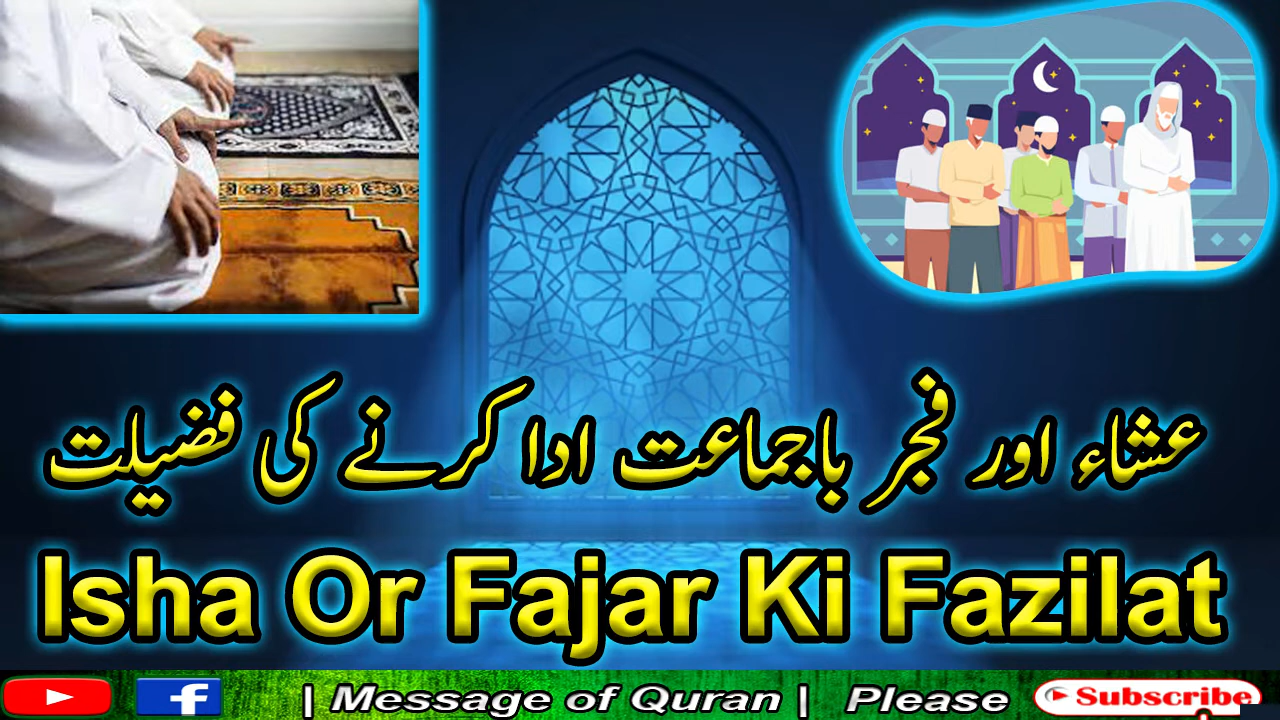 عشاء اور فجر باجماعت ادا کرنے کی فضیلت
Isha Or Fajar Ki Fazilat
| Message of Quran | Please Subscribe